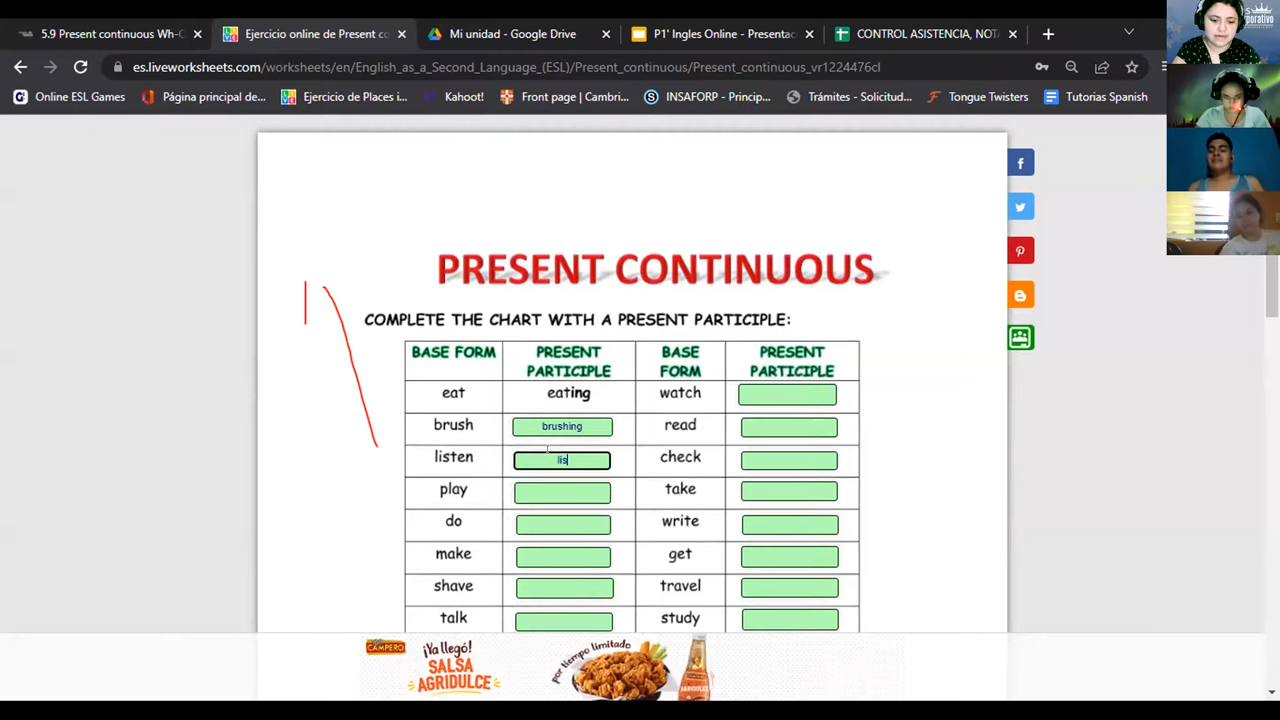 5.9 Present continuous Wh-Q
Ejercicio online de Present co
Mi unidad - Google Drive
P1' Ingles Online - Presentac
CONTROL ASISTENCIA, NOTA
es.liveworksheets.com/worksheets/en/English_as_a_Second_Language_(ESL)/Present_continuous/Present_continuous_vr1224476cl
Online ESL Games
Página principal de...
Ejercicio de Places i...
Kahoot!
Front page | Cambri...
INSAFORP - Princip...
Trámites - Solicitud...
Tongue Twisters
Tutorias Spanish
PRESENT CONTINUOUS
COMPLETE THE CHART WITH A PRESENT PARTICIPLE:
BASE FORM PRESENT PARTICIPLE BASE FORM PRESENT PARTICIPLE
eat eating watch
brush brushing read
listen lis check
play take
do write
make get
shave travel
talk study
CAMPERO
¡Ya llegó!
SALSA
AGRIDULCE
por tiempo limitado